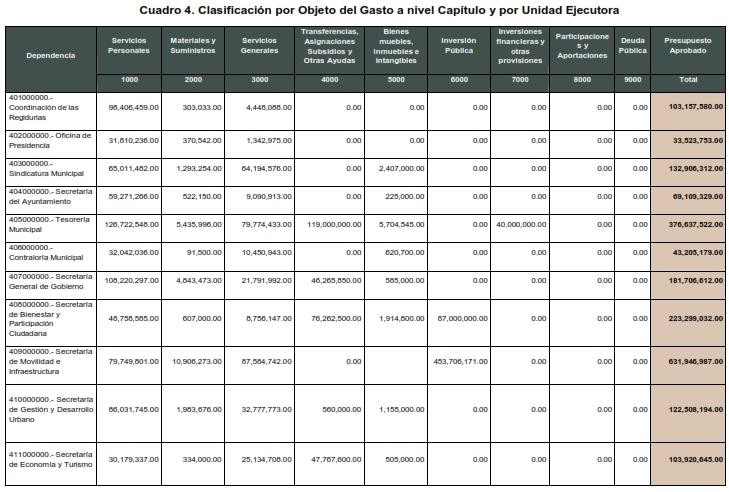 Cuadro 4. Clasificación por Objeto del Gasto a nivel Capítulo y por Unidad Ejecutora
Dependencia
Servicios
Personales
Materiales y
Suministros
Servicios
Generales
Transferencias,
Asignaciones
Subsidios y
Otras Ayudas
Bienes
muebles,
inmuebles e
intangibles
Inversión
Pública
Inversiones
financieras y
otras
provisiones
Participacione
s y
Aportaciones
Deuda
Pública
Presupuesto
Aprobado
1000 2000 3000 4000 5000 6000 7000 8000 9000 Total
401000000.-
Coordinación de las
Regidurías
98,406,459.00 303,033.00 4,448,088.00 0.00 0.00 0.00 0.00 0.00 0.00 103,157,580.00
402000000.- Oficina de
Presidencia
31,810,236.00 370,542.00 1,342,975.00 0.00 0.00 0.00 0.00 0.00 0.00 33,523,753.00
403000000.-
Sindicatura Municipal
65,011,482.00 1,293,254.00 64,194,576.00 0.00 2,407,000.00 0.00 0.00 0.00 0.00 132,906,312.00
404000000.- Secretaría
del Ayuntamiento
59,271,266.00 522,150.00 9,090,913.00 0.00 225,000.00 0.00 0.00 0.00 0.00 69,109,329.00
405000000.- Tesorería
Municipal
126,722,548.00 5,435,996.00 79,774,433.00 119,000,000.00 5,704,545.00 0.00 40,000,000.00 0.00 0.00 376,637,522.00
406000000.-
Contraloría Municipal
32,042,036.00 91,500.00 10,450,943.00 0.00 620,700.00 0.00 0.00 0.00 0.00 43,205,179.00
407000000.- Secretaría
General de Gobierno
108,220,297.00 4,843,473.00 21,791,992.00 46,265,850.00 585,000.00 0.00 0.00 0.00 0.00 181,706,612.00
408000000.- Secretaría
de Bienestar y
Participación
Ciudadana
48,758,585.00 607,000.00 8,756,147.00 76,262,500.00 1,914,800.00 87,000,000.00 0.00 0.00 0.00 223,299,032.00
409000000.- Secretaría
de Movilidad e
Infraestructura
79,749,801.00 10,906,273.00 87,584,742.00 0.00 453,706,171.00 0.00 0.00 0.00 631,946,987.00
410000000.- Secretaría
de Gestión y Desarrollo
Urbano
86,031,745.00 1,983,676.00 32,777,773.00 560,000.00 1,155,000.00 0.00 0.00 0.00 0.00 122,508,194.00
411000000.- Secretaría
de Economía y Turismo
30,179,337.00 334,000.00 25,134,708.00 47,767,600.00 505,000.00 0.00 0.00 0.00 0.00 103,920,645.00